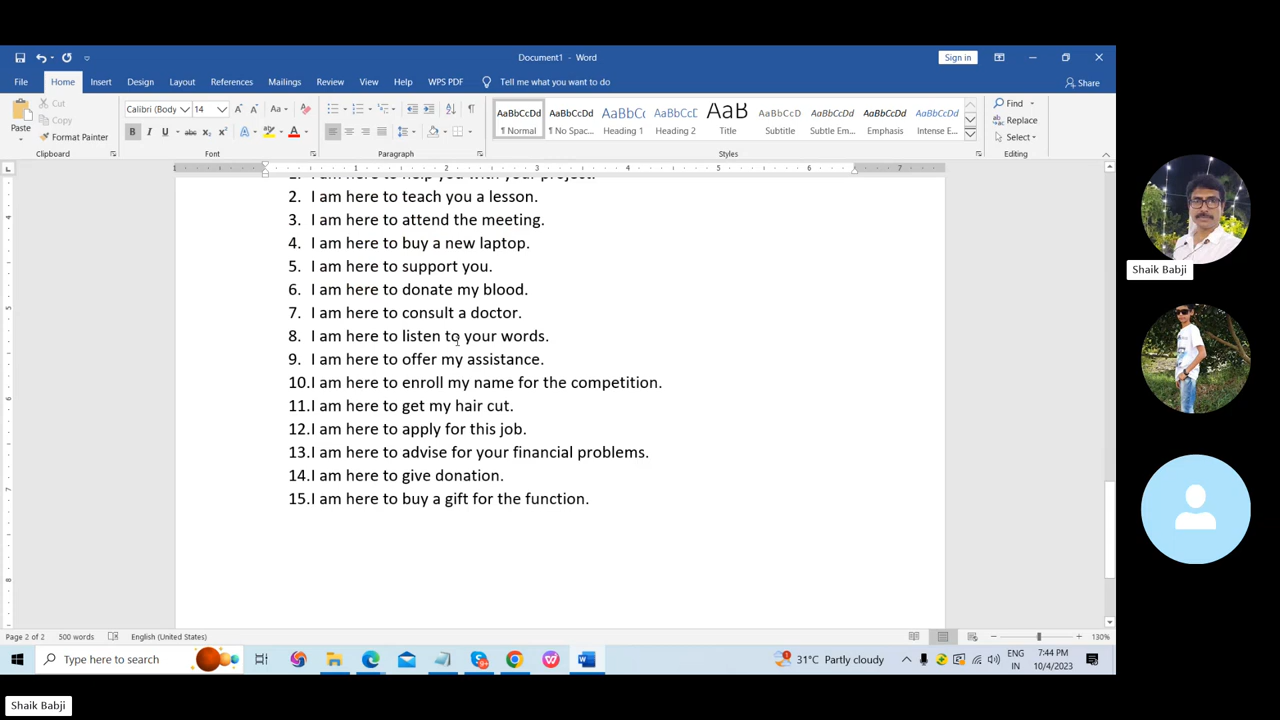 Document1 - Word
Sign in
File Home Insert Design Layout References Mailings Review View Help WPS PDF Tell me what you want to do
Share
Paste
Cut
Copy
Format Painter
Calibri (Body 14
AaBbCcDd AaBbCcDd AaBbCc AaBbCcC AaB AaBbCcD AaBbCcDd AaBbCcDd AaBbCcDd
¶ Normal ¶ No Spac... Heading 1 Heading 2 Title Subtitle Subtle Em... Emphasis Intense E...
Find
Replace
Select
Clipboard Font Paragraph Styles Editing
1. I am here to help you with your project.
2. I am here to teach you a lesson.
3. I am here to attend the meeting.
4. I am here to buy a new laptop.
5. I am here to support you.
6. I am here to donate my blood.
7. I am here to consult a doctor.
8. I am here to listen to your words.
9. I am here to offer my assistance.
10.I am here to enroll my name for the competition.
11.I am here to get my hair cut.
12.I am here to apply for this job.
13.I am here to advise for your financial problems.
14.I am here to give donation.
15.I am here to buy a gift for the function.
Page 2 of 2 500 words English (United States) 130%
Type here to search
31°C Partly cloudy
ENG
IN
7:44 PM
10/4/2023
Shaik Babji
Shaik Babji